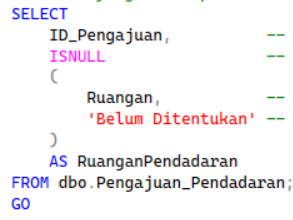 SELECT
ID_Pengajuan, --
ISNULL --
(
Ruangan, --
'Belum Ditentukan' --
)
AS RuanganPendadaran
FROM dbo.Pengajuan_Pendadaran;
GO